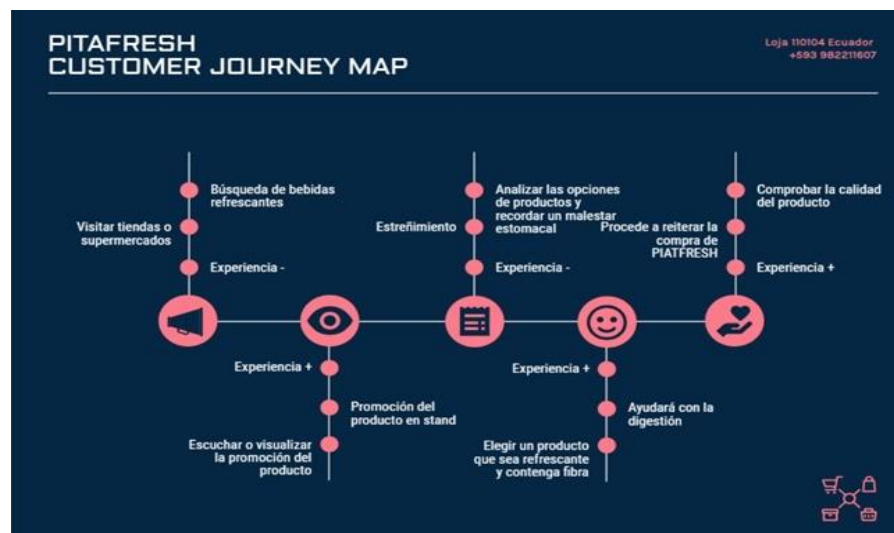 PITAFRESH
CUSTOMER JOURNEY MAP
Loja 110104 Ecuador
+593 982211607
Búsqueda de bebidas
refrescantes
Visitar tiendas o
supermercados
Experiencia -
Experiencia +
Promoción del
producto en stand
Escuchar o visualizar
la promoción del
producto
Analizar las opciones
de productos y
recordar un malestar
estomacal
Estreñimiento
Experiencia -
Experiencia +
Ayudará con la
digestión
Elegir un producto
que sea refrescante
y contenga fibra
Comprobar la calidad
del producto
Procede a reiterar la
compra de
PIATFRESH
Experiencia +